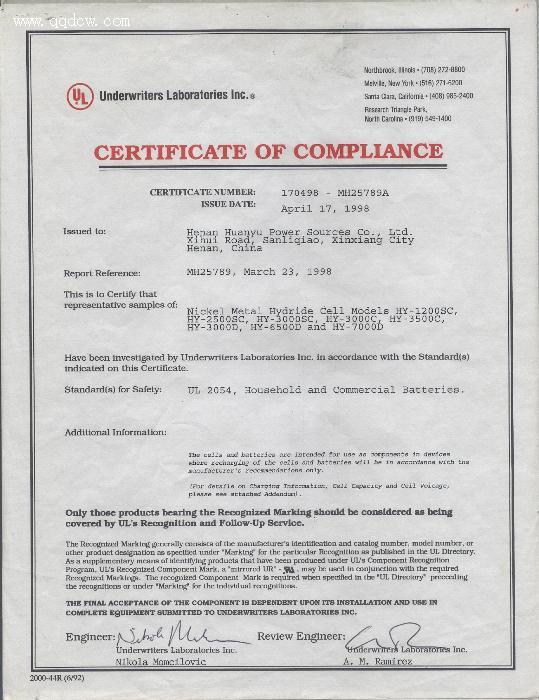 www.qqdcw.com
Northbrook, Illinois • (708) 272-8800
Melville, New York • (516) 271-6200
Santa Clara, California • (408) 985-2400
Research Triangle Park,
North Carolina • (919) 549-1400
UL Underwriters Laboratories Inc.®
CERTIFICATE OF COMPLIANCE
CERTIFICATE NUMBER: 170498 - MH25789A
ISSUE DATE: April 17, 1998
Issued to: Henan Huanyu Power Sources Co., Ltd.
Xihui Road, Sanliqiao, Xinxiang City
Henan, China
Report Reference: MH25789, March 23, 1998
This is to Certify that
representative samples of:
Nickel Metal Hydride Cell Models HY-1200SC,
HY-2500SC, HY-3000SC, HY-3000C, HY-3500C,
HY-3000D, HY-6500D and HY-7000D
Have been investigated by Underwriters Laboratories Inc. in accordance with the Standard(s)
indicated on this Certificate.
Standard(s) for Safety: UL 2054, Household and Commercial Batteries.
Additional Information:
The cells and batteries are intended for use as components in devices
where recharging of the cells and batteries will be in accordance with the
manufacturer's recommendations only.
(For details on Charging Information, Cell Capacity and Cell Voltage,
please see attached Addendum).
Only those products bearing the Recognized Marking should be considered as being
covered by UL's Recognition and Follow-Up Service.
The Recognized Marking generally consists of the manufacturer's identification and catalog number, model number, or
other product designation as specified under "Marking" for the particular Recognition as published in the UL Directory.
As a supplementary means of identifying products that have been produced under UL's Component Recognition
Program, UL's Recognized Component Mark, a "mirrored UR" - , may be used in conjunction with the required
Recognized Markings. The recognized Component Mark is required when specified in the "UL Directory" preceding
the recognitions or under "Marking" for the individual recognitions.
THE FINAL ACCEPTANCE OF THE COMPONENT IS DEPENDENT UPON ITS INSTALLATION AND USE IN
COMPLETE EQUIPMENT SUBMITTED TO UNDERWRITERS LABORATORIES INC.
Engineer: Review Engineer:
Underwriters Laboratories Inc. Underwriters Laboratories Inc.
Nikola Momcilovic A. M. Ramirez
2000-44R (6/92)